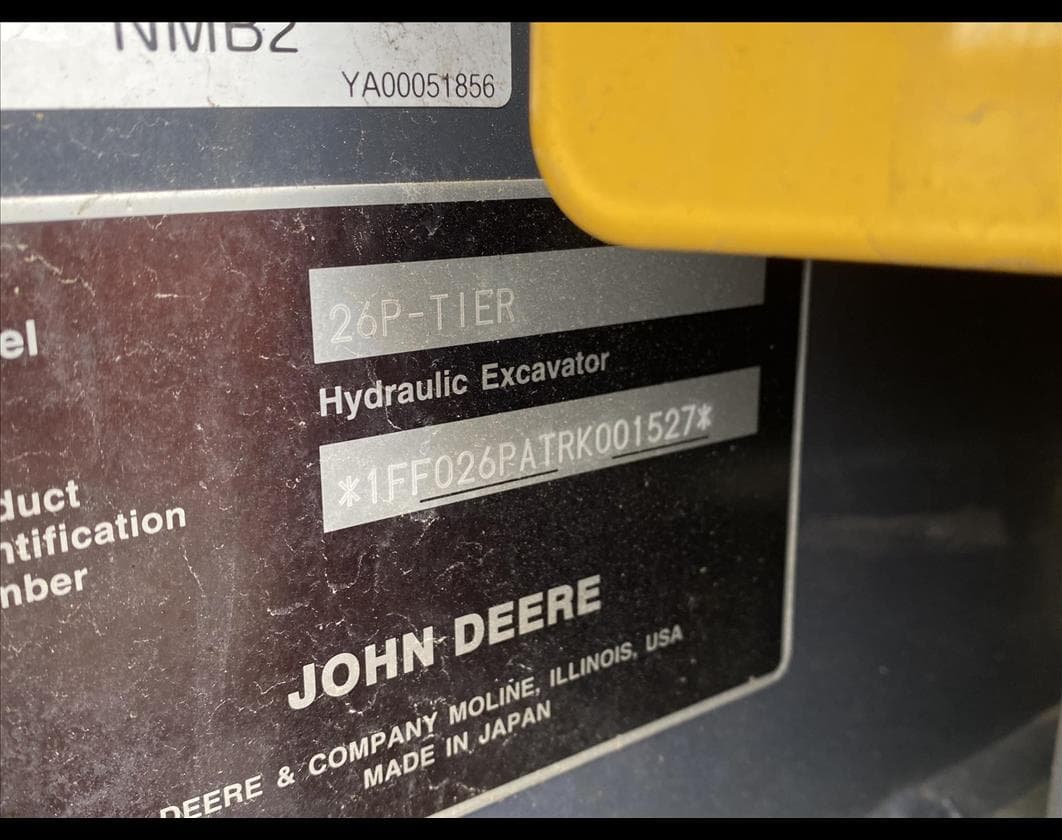 NMB2
YA00051856
el
26P-TIER
Hydraulic Excavator
duct
ntification
mber
*1FF026PATRK001527*
JOHN DEERE
DEERE & COMPANY MOLINE, ILLINOIS, USA
MADE IN JAPAN